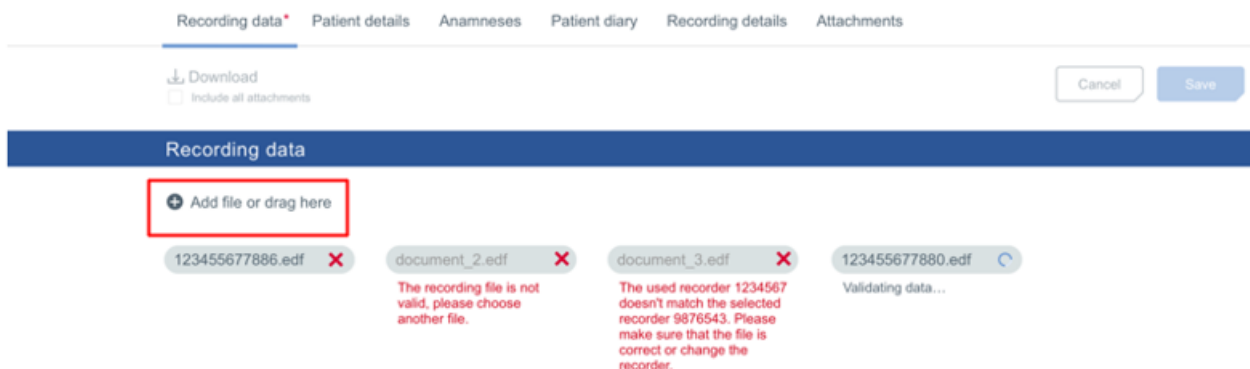 Recording data* Patient details Anamneses Patient diary Recording details Attachments
Download
Include all attachments
Cancel Save
Recording data
Add file or drag here
123455677886.edf
document_2.edf
The recording file is not
valid, please choose
another file.
document_3.edf
The used recorder 1234567
doesn't match the selected
recorder 9876543. Please
make sure that the file is
correct or change the
recorder.
123455677880.edf
Validating data...